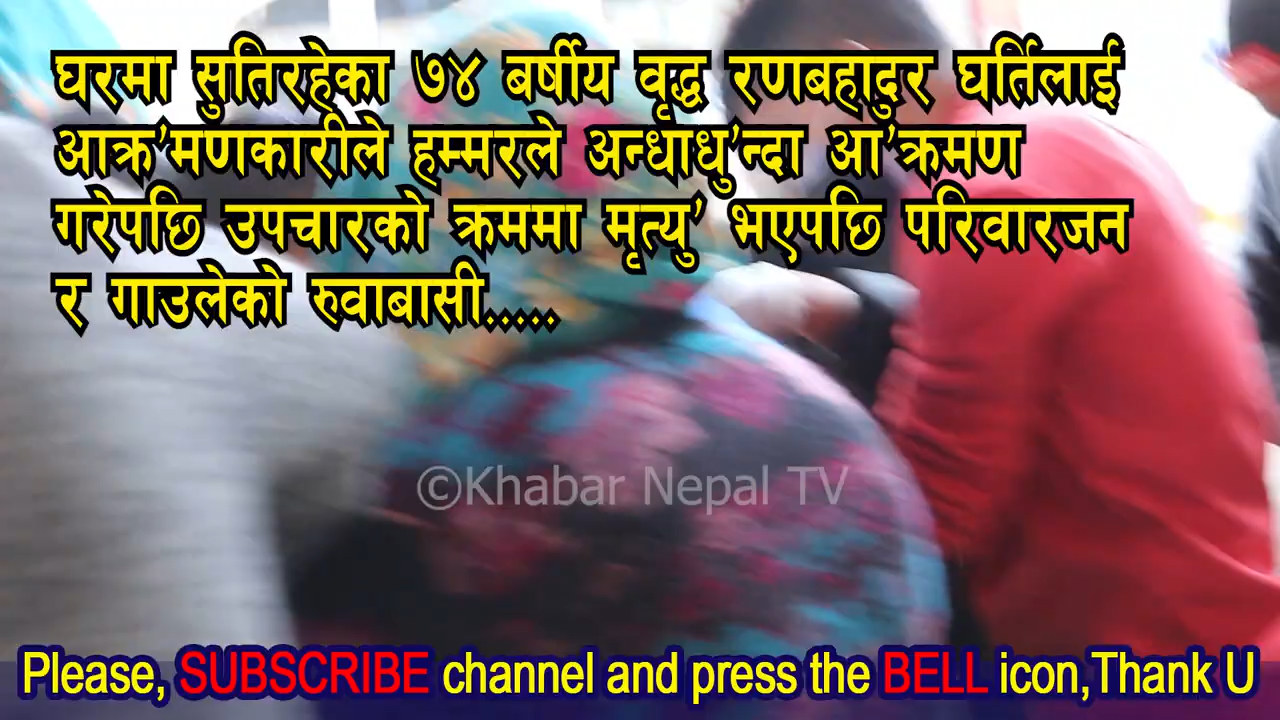 घरमा सुतिरहेका ७४ बर्षीय वृद्ध रणबहादुर घर्तिलाई
आक्र'मणकारीले हम्मरले अन्धाधु'न्दा आ'क्रमण
गरेपछि उपचारको क्रममा मृत्यु' भएपछि परिवारजन
र गाउलेको रुवाबासी.....
©Khabar Nepal TV
Please, SUBSCRIBE channel and press the BELL icon,Thank U